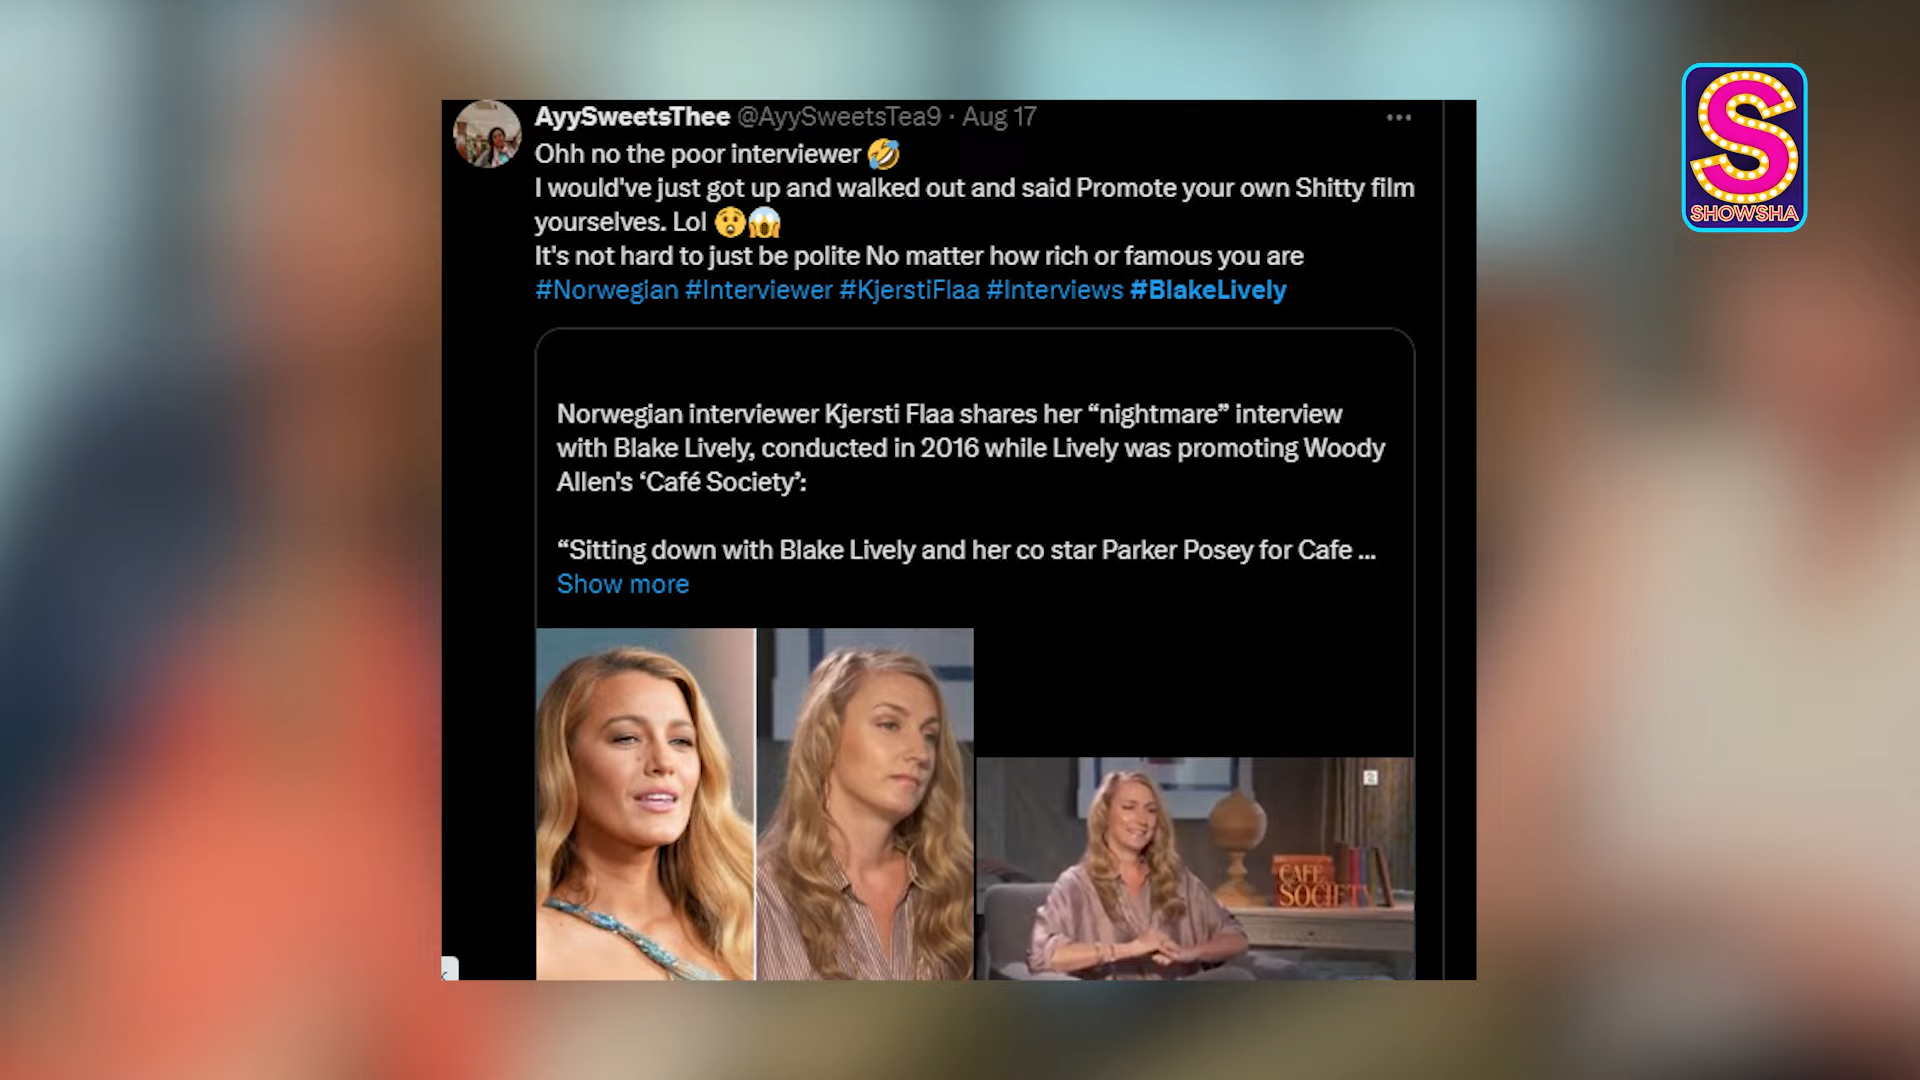 AyySweetsThee @AyySweetsTea9 · Aug 17
Ohh no the poor interviewer 🤣
I would've just got up and walked out and said Promote your own Shitty film
yourselves. Lol 😲😱
It's not hard to just be polite No matter how rich or famous you are
#Norwegian #Interviewer #KjerstiFlaa #Interviews #BlakeLively
Norwegian interviewer Kjersti Flaa shares her “nightmare” interview
with Blake Lively, conducted in 2016 while Lively was promoting Woody
Allen's ‘Café Society’:
“Sitting down with Blake Lively and her co star Parker Posey for Cafe ...
Show more
CAFE
SOCIETY
2
S
SHOWSHA